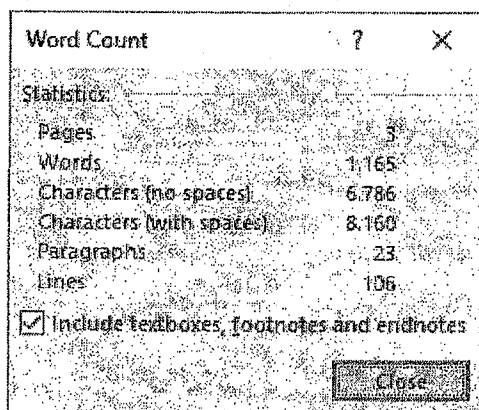 Word Count ? ×
Statistics:
Pages 3
Words 1.165
Characters (no spaces) 6.786
Characters (with spaces) 8.160
Paragraphs 23
Lines 106
Include textboxes, footnotes and endnotes
Close